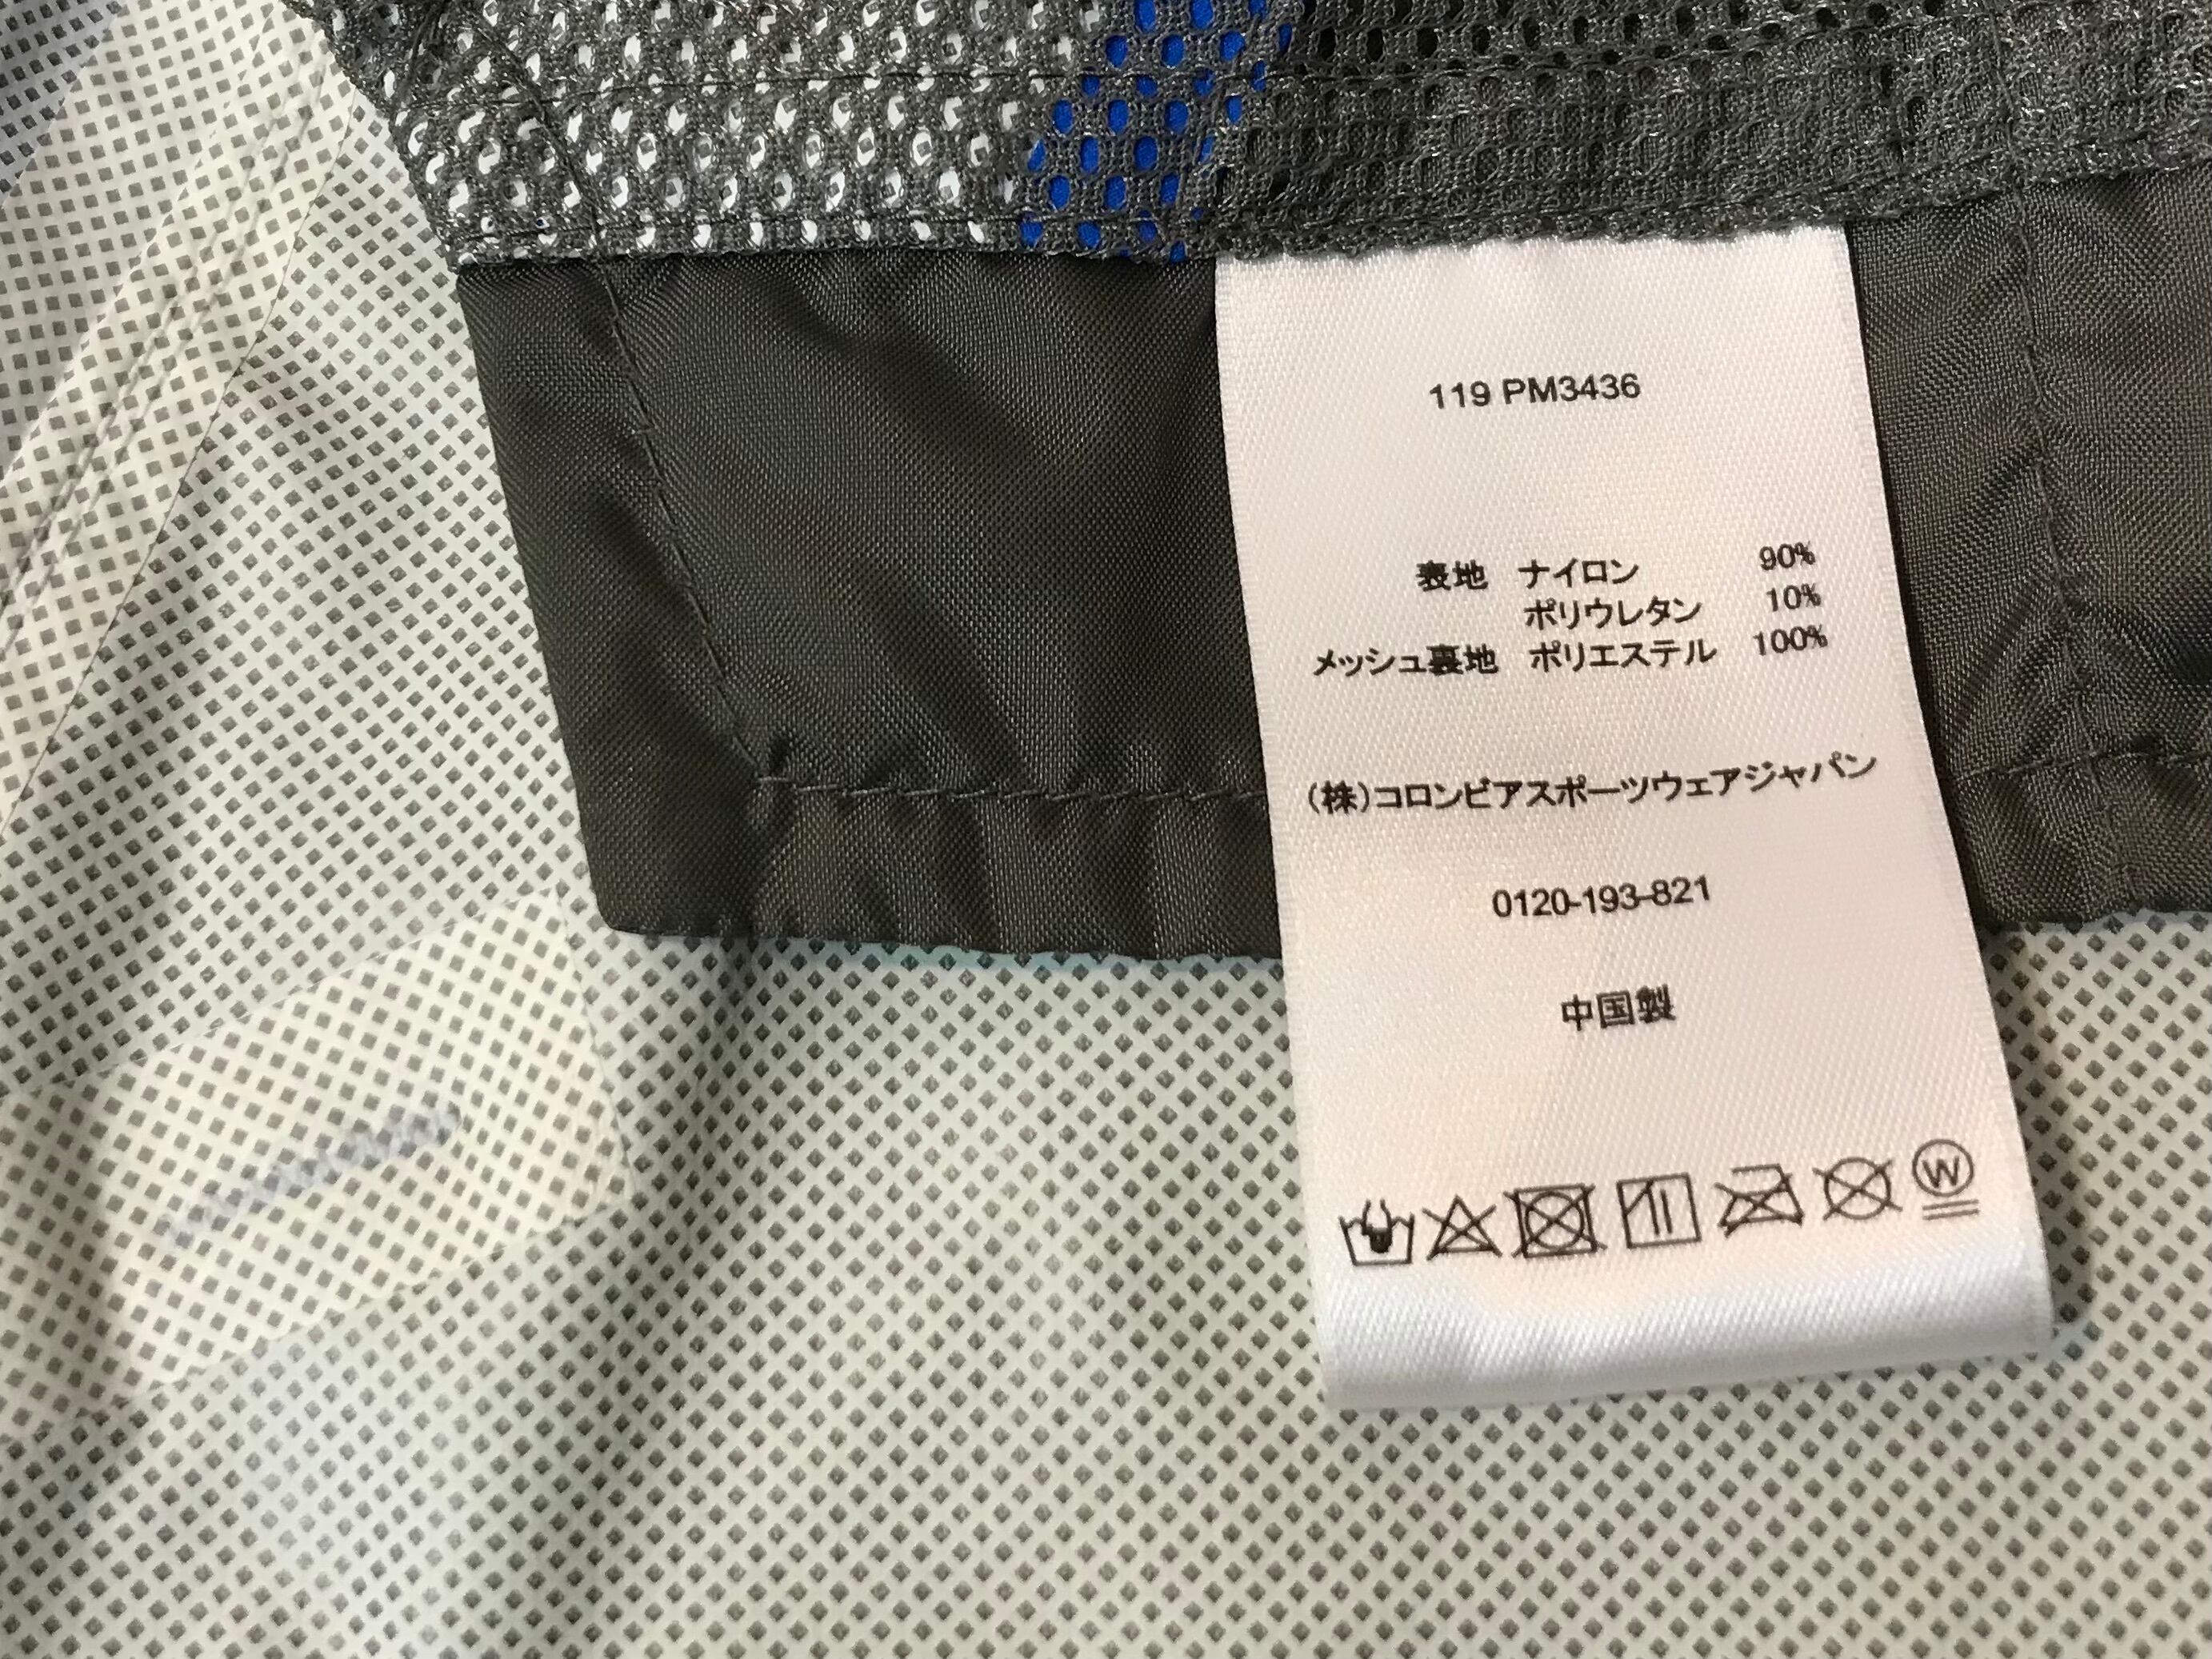 119 PM3436
表地 ナイロン 90%
ポリウレタン 10%
メッシュ裏地 ポリエステル 100%
(株)コロンビアスポーツウェアジャパン
0120-193-821
中国製
W